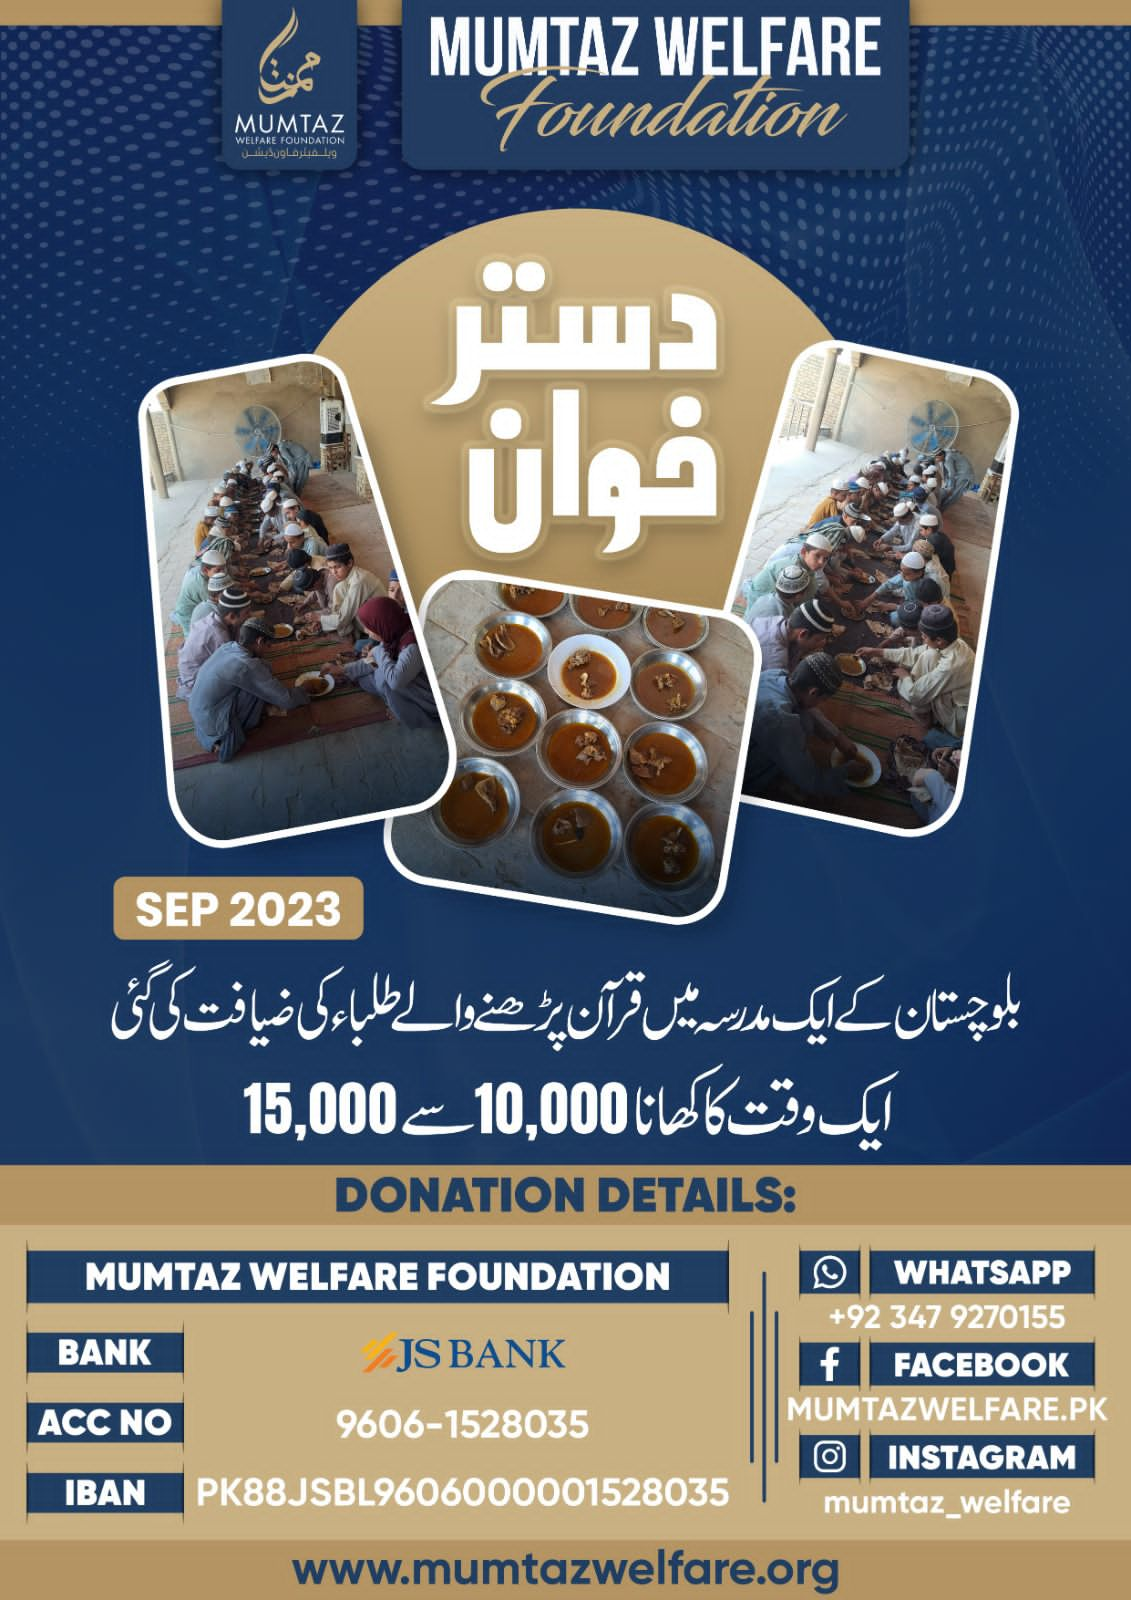 ممتاز
MUMTAZ
WELFARE FOUNDATION
ویلفیئر فاونڈیشن
MUMTAZ WELFARE
Foundation
دستر
خوان
SEP 2023
بلوچستان کے ایک مدرسہ میں قرآن پڑھنے والے طلباء کی ضیافت کی گئی
ایک وقت کا کھانا 10,000 سے 15,000
DONATION DETAILS:
MUMTAZ WELFARE FOUNDATION
BANK
JS BANK
ACC NO
9606-1528035
IBAN
PK88JSBL9606000001528035
WHATSAPP
+92 347 9270155
FACEBOOK
MUMTAZWELFARE.PK
INSTAGRAM
mumtaz_welfare
www.mumtazwelfare.org